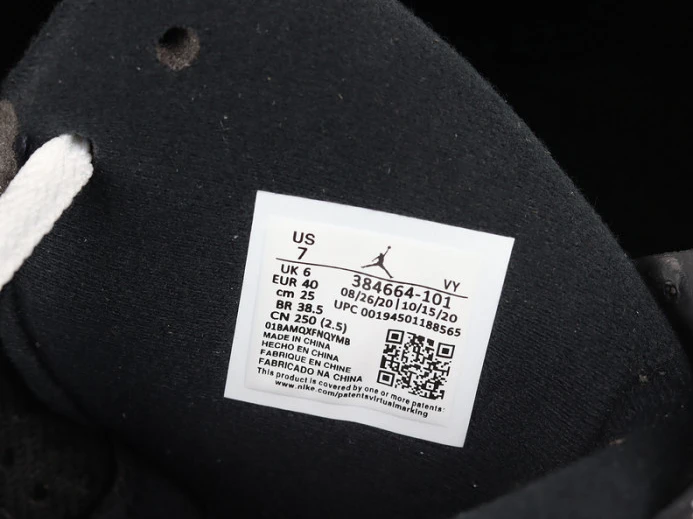 US
7
VY
UK 6
EUR 40
cm 25
BR 38.5
CN 250 (2.5)
384664-101
08/26/20 | 10/15/20
UPC 00194501188565
018AMQXFNQYMB
MADE IN CHINA
HECHO EN CHINA
FABRIQUE EN CHINE
FABRICADO NA CHINA
This product is covered by one or more patents:
www.nike.com/patentsvirtualmarking